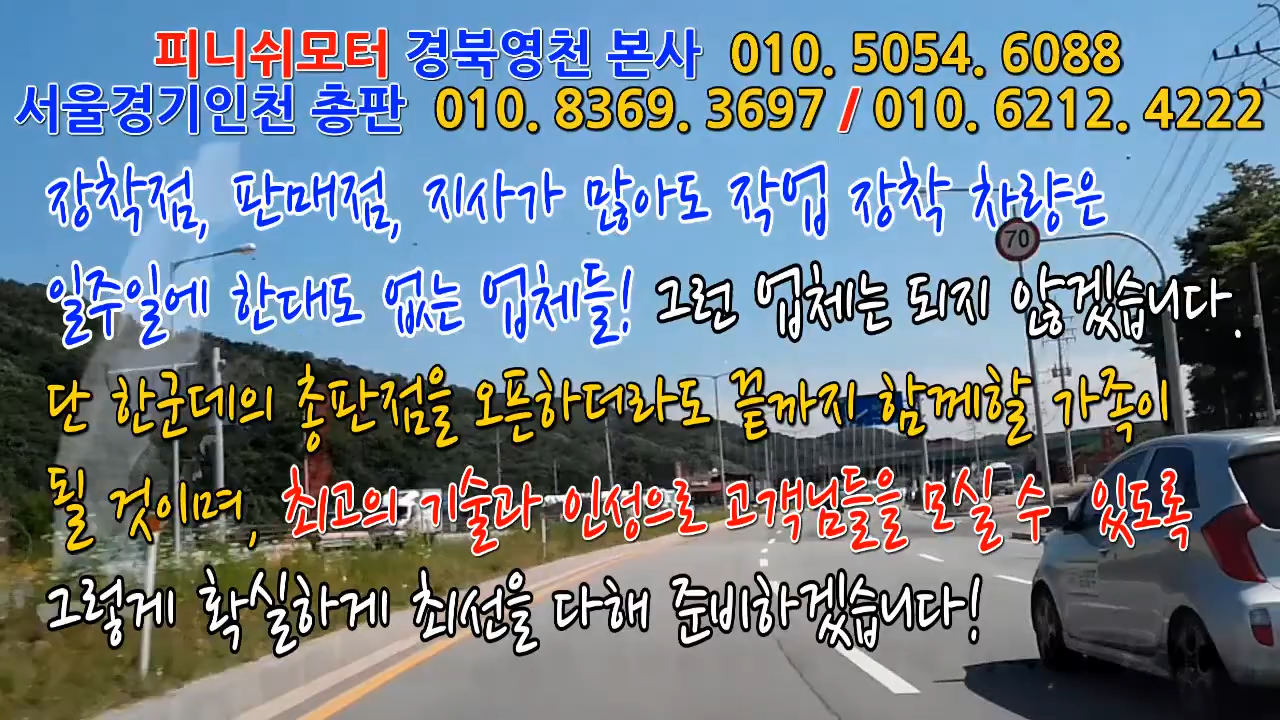 피니쉬모터 경북영천 본사 010. 5054. 6088
서울경기인천 총판 010. 8369. 3697 / 010. 6212. 4222
장착점, 판매점, 지사가 많아도 작업 장착 차량은
70
일주일에 한대도 없는 업체들! 그런 업체는 되지 않겠습니다.
단 한군데의 총판점을 오픈하더라도 끝까지 함께할 가족이
될 것이며, 최고의 기술과 인성으로 고객님들을 모실 수 있도록
그렇게 확실하게 최선을 다해 준비하겠습니다!